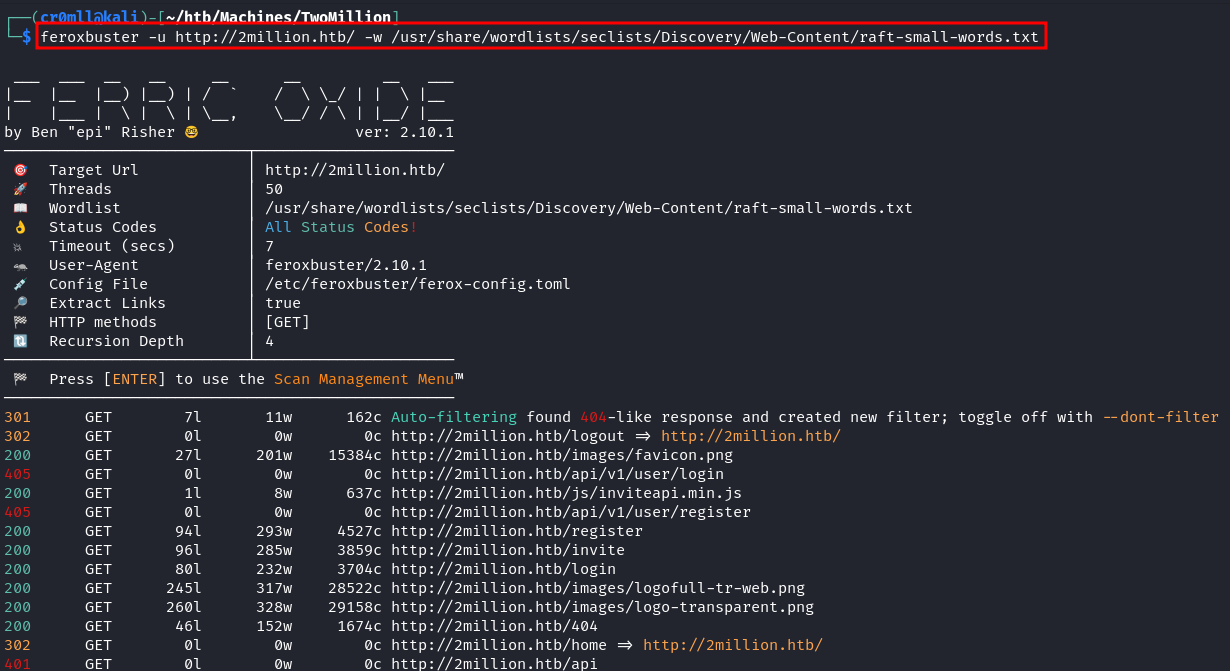 ┌──(cr0mll@kali)-[~/htb/Machines/TwoMillion]
└─$ feroxbuster -u http://2million.htb/ -w /usr/share/wordlists/seclists/Discovery/Web-Content/raft-small-words.txt
FERRIC OXIDE
by Ben "epi" Risher 🤓 ver: 2.10.1
🎯 Target Url │ http://2million.htb/
🚀 Threads │ 50
📖 Wordlist │ /usr/share/wordlists/seclists/Discovery/Web-Content/raft-small-words.txt
👌 Status Codes │ All Status Codes!
💥 Timeout (secs) │ 7
🦡 User-Agent │ feroxbuster/2.10.1
💉 Config File │ /etc/feroxbuster/ferox-config.toml
🔎 Extract Links │ true
🏁 HTTP methods │ [GET]
🔃 Recursion Depth │ 4
🏁 Press [ENTER] to use the Scan Management Menu™
301 GET 7l 11w 162c Auto-filtering found 404-like response and created new filter; toggle off with --dont-filter
302 GET 0l 0w 0c http://2million.htb/logout => http://2million.htb/
200 GET 27l 201w 15384c http://2million.htb/images/favicon.png
405 GET 0l 0w 0c http://2million.htb/api/v1/user/login
200 GET 1l 8w 637c http://2million.htb/js/inviteapi.min.js
405 GET 0l 0w 0c http://2million.htb/api/v1/user/register
200 GET 94l 293w 4527c http://2million.htb/register
200 GET 96l 285w 3859c http://2million.htb/invite
200 GET 80l 232w 3704c http://2million.htb/login
200 GET 245l 317w 28522c http://2million.htb/images/logofull-tr-web.png
200 GET 260l 328w 29158c http://2million.htb/images/logo-transparent.png
200 GET 46l 152w 1674c http://2million.htb/404
302 GET 0l 0w 0c http://2million.htb/home => http://2million.htb/
401 GET 0l 0w 0c http://2million.htb/api